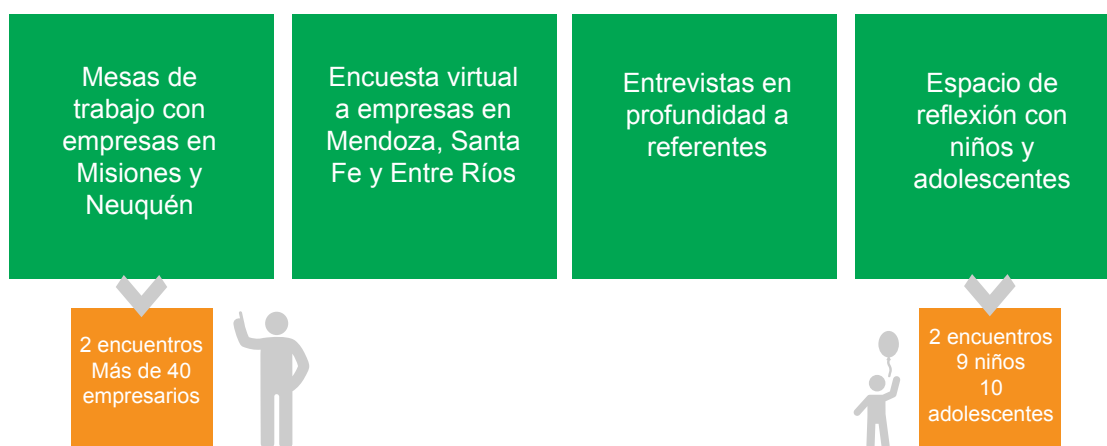 Mesas de
trabajo con
empresas en
Misiones y
Neuquén
Encuesta virtual
a empresas en
Mendoza, Santa
Fe y Entre Ríos
Entrevistas en
profundidad a
referentes
Espacio de
reflexión con
niños y
adolescentes
2 encuentros
Más de 40
empresarios
2 encuentros
9 niños
10
adolescentes